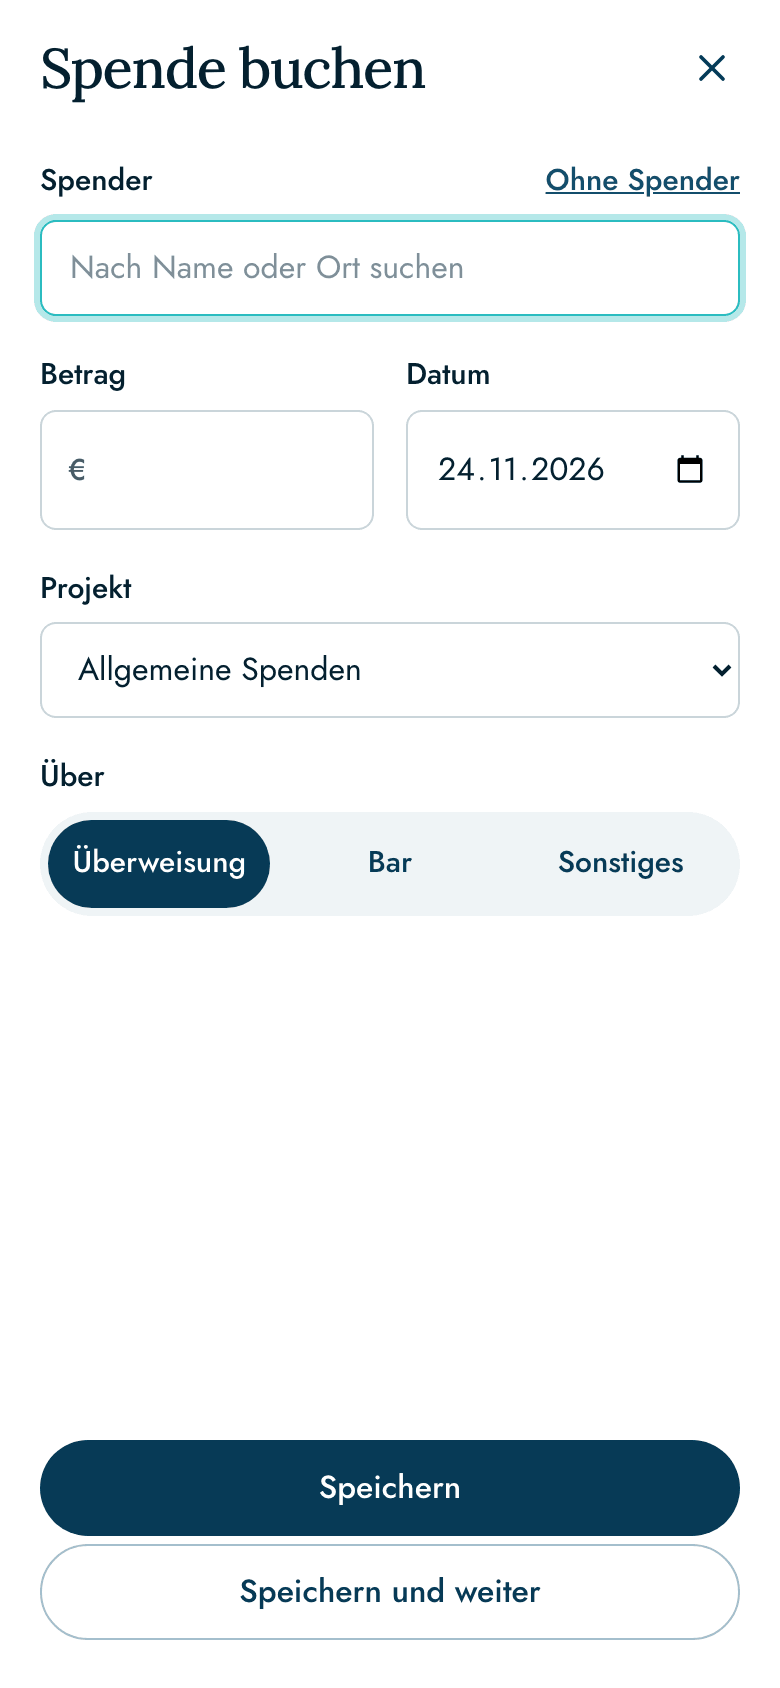 Spende buchen
Spender Ohne Spender
Nach Name oder Ort suchen
Betrag Datum
€ 24.11.2026
Projekt
Allgemeine Spenden
Über
Überweisung Bar Sonstiges
Speichern
Speichern und weiter